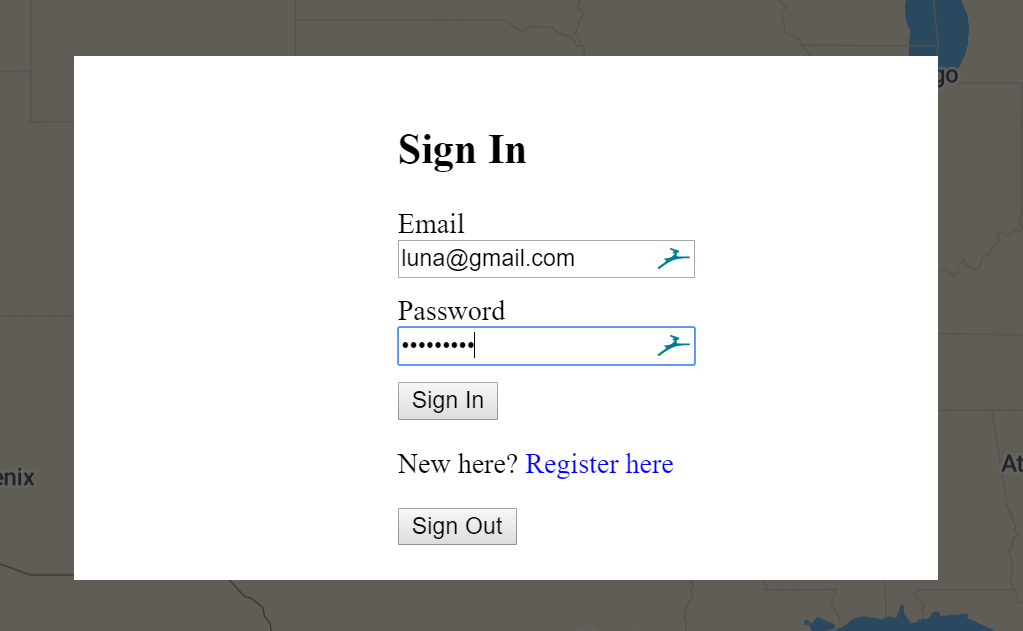 go
Sign In
Email
luna@gmail.com
Password
•••••••••
Sign In
New here? Register here
enix
At
Sign Out